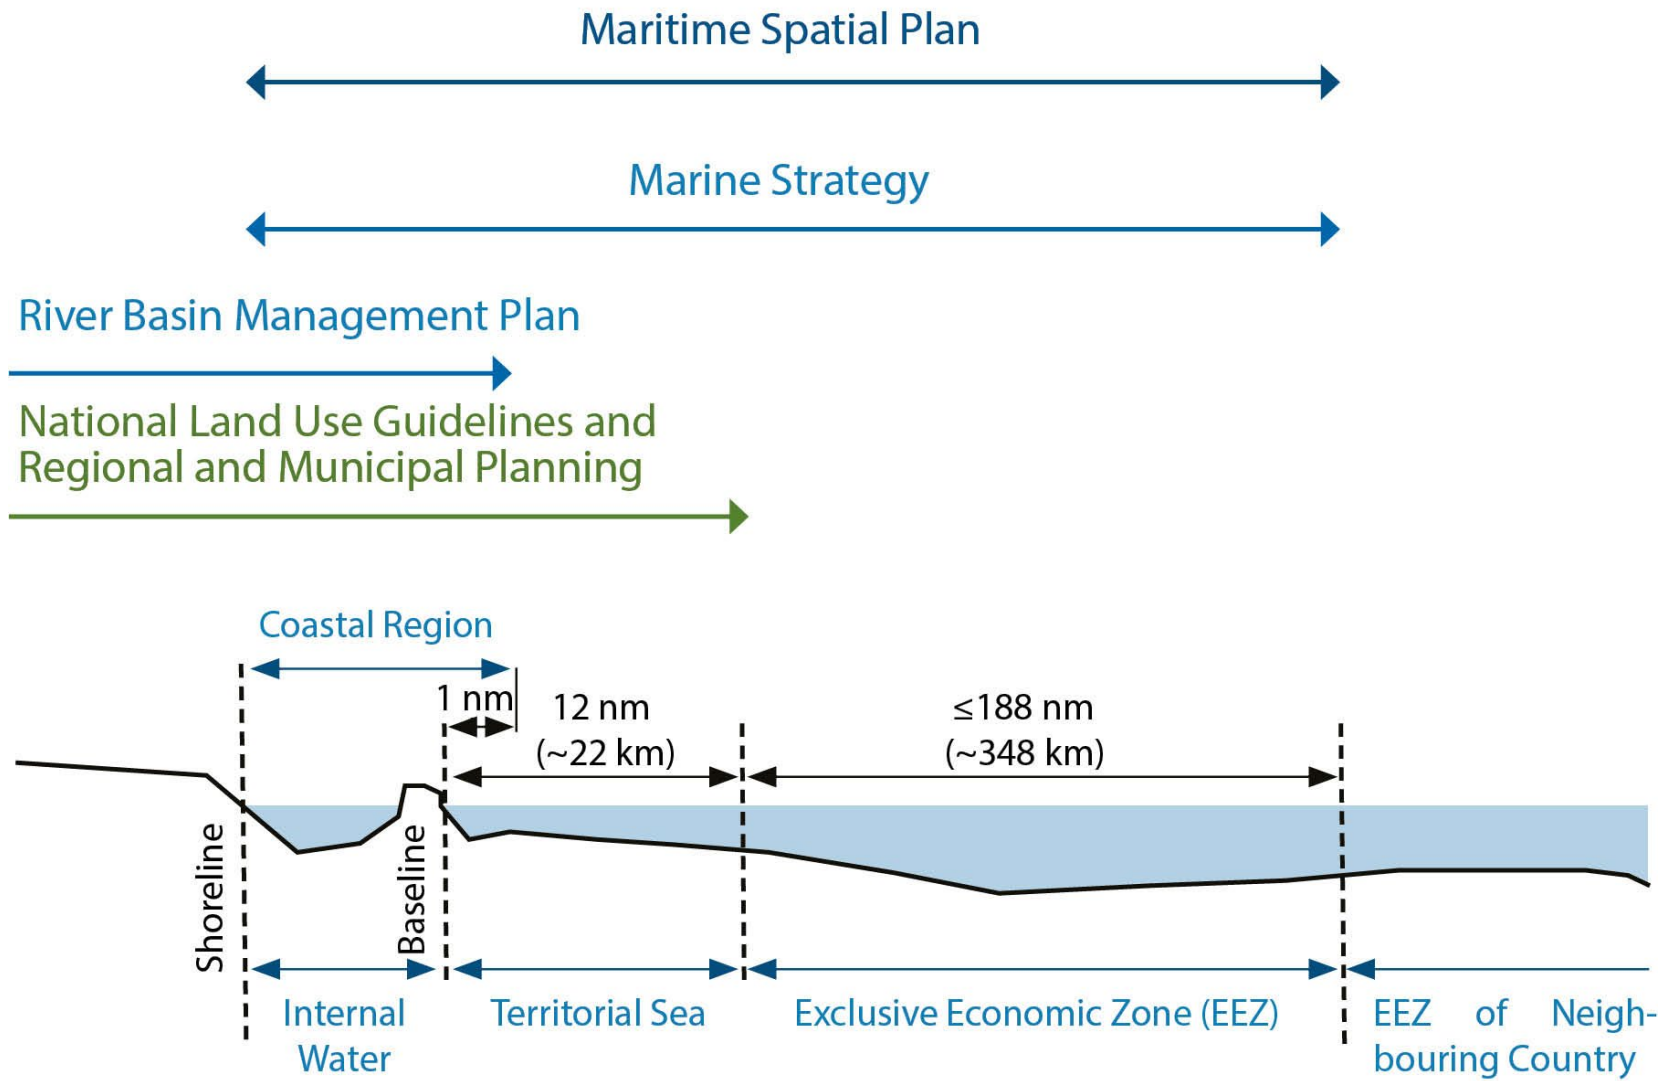 Maritime Spatial Plan
Marine Strategy
River Basin Management Plan
National Land Use Guidelines and
Regional and Municipal Planning
Coastal Region
1 nm
12 nm
(~22 km)
≤188 nm
(~348 km)
Shoreline
Baseline
Internal
Water
Territorial Sea
Exclusive Economic Zone (EEZ)
EEZ of Neigh-
bouring Country